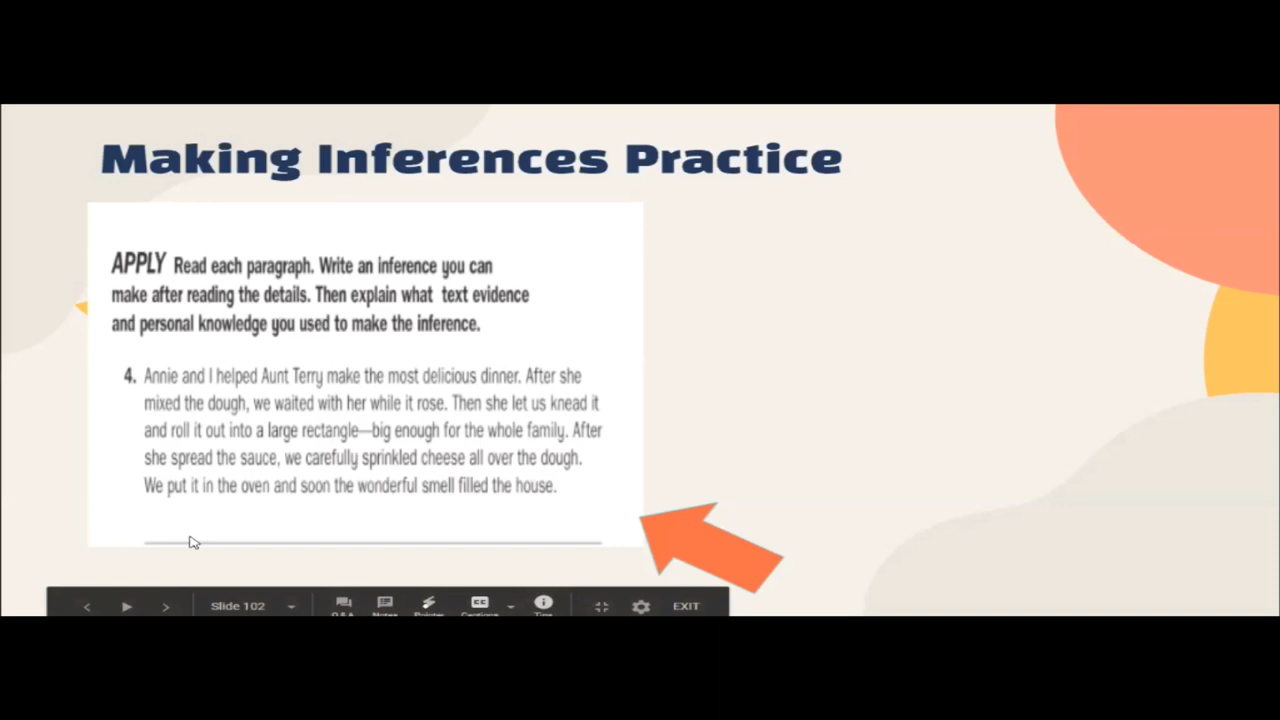 Making Inferences Practice
APPLY Read each paragraph. Write an inference you can
make after reading the details. Then explain what text evidence
and personal knowledge you used to make the inference.
4. Annie and I helped Aunt Terry make the most delicious dinner. After she
mixed the dough, we waited with her while it rose. Then she let us knead it
and roll it out into a large rectangle—big enough for the whole family. After
she spread the sauce, we carefully sprinkled cheese all over the dough.
We put it in the oven and soon the wonderful smell filled the house.
Slide 102
CC
EXIT